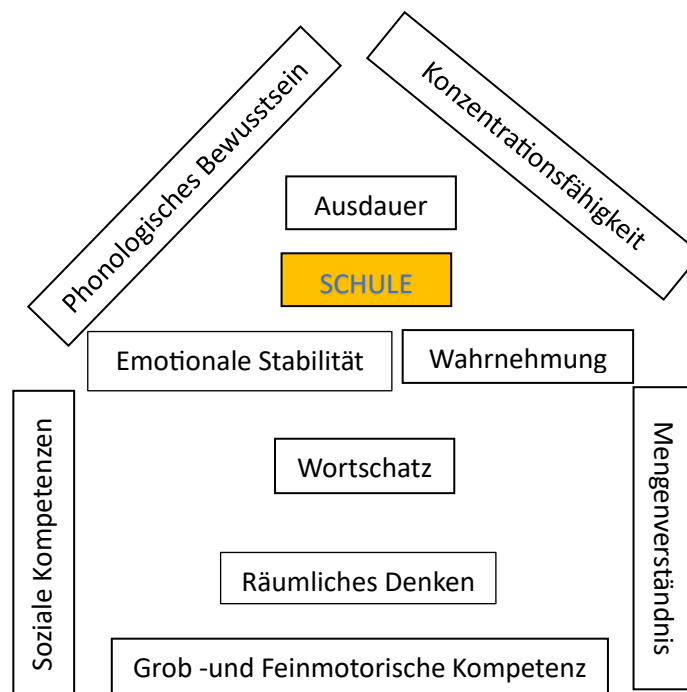 Phonologisches Bewusstsein
Konzentrationsfähigkeit
Ausdauer
SCHULE
Emotionale Stabilität
Wahrnehmung
Soziale Kompetenzen
Mengenverständnis
Wortschatz
Räumliches Denken
Grob -und Feinmotorische Kompetenz